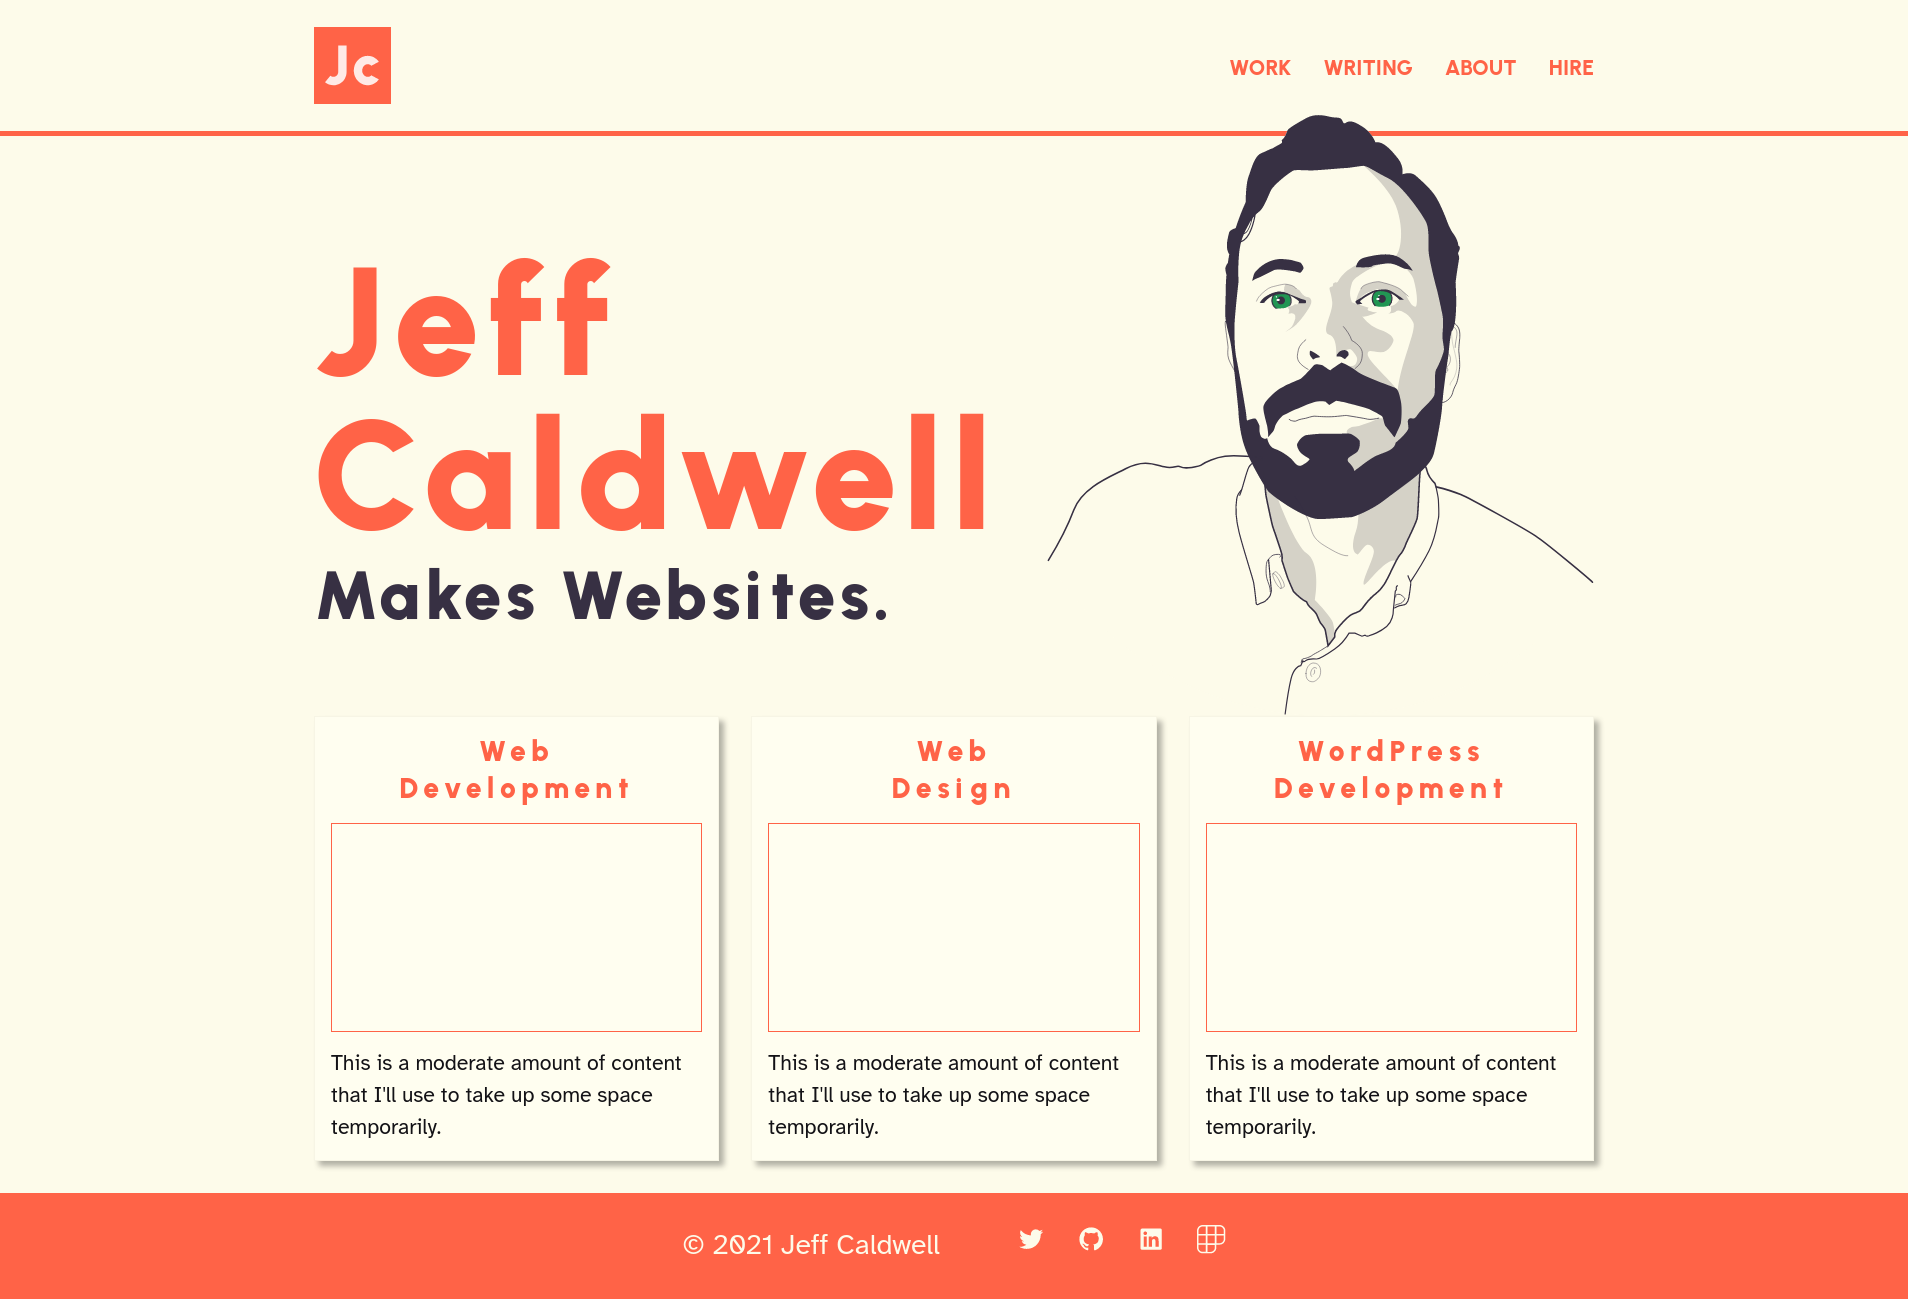 Jc
WORK WRITING ABOUT HIRE
Jeff
Caldwell
Makes Websites.
Web
Development
This is a moderate amount of content
that I'll use to take up some space
temporarily.
Web
Design
This is a moderate amount of content
that I'll use to take up some space
temporarily.
WordPress
Development
This is a moderate amount of content
that I'll use to take up some space
temporarily.
© 2021 Jeff Caldwell
in